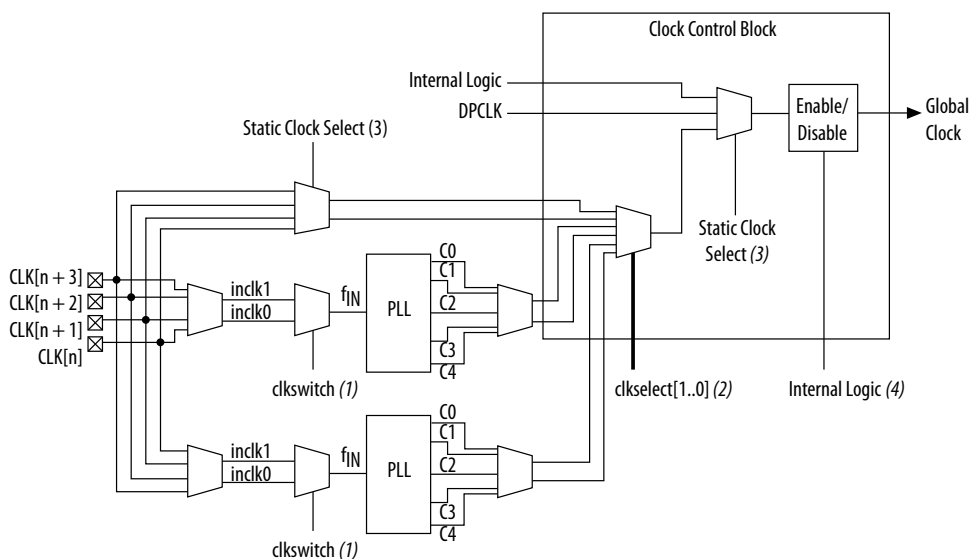 Clock Control Block
Internal Logic
DPCLK
Static Clock Select (3)
Enable/
Disable
Global
Clock
Static Clock
Select (3)
CLK[n + 3]
CLK[n + 2]
CLK[n + 1]
CLK[n]
inclk1
inclk0
fIN
PLL
C0
C1
C2
C3
C4
clkswitch (1)
clkselect[1..0] (2)
Internal Logic (4)
inclk1
inclk0
fIN
PLL
C0
C1
C2
C3
C4
clkswitch (1)